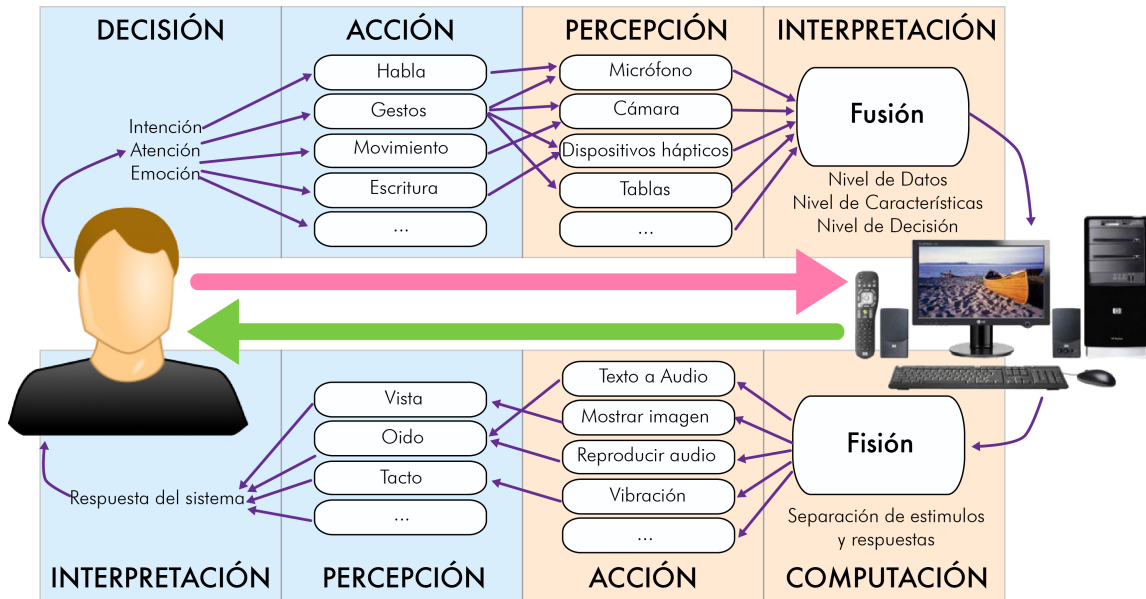 DECISIÓN
ACCIÓN
PERCEPCIÓN
INTERPRETACIÓN
Intención
Atención
Emoción
Habla
Gestos
Movimiento
Escritura
...
Micrófono
Cámara
Dispositivos hápticos
Tablas
...
Fusión
Nivel de Datos
Nivel de Características
Nivel de Decisión
Respuesta del sistema
Vista
Oido
Tacto
...
Texto a Audio
Mostrar imagen
Reproducir audio
Vibración
...
Fisión
Separación de estimulos
y respuestas
INTERPRETACIÓN
PERCEPCIÓN
ACCIÓN
COMPUTACIÓN